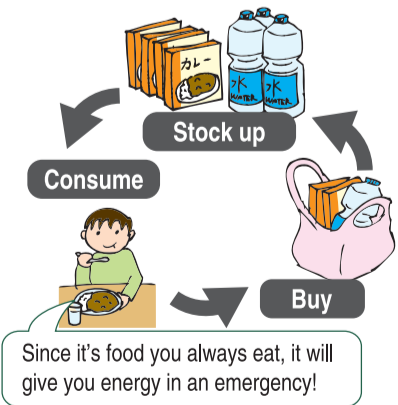 カレー
水
WATER
水
WATER
Stock up
Consume
Buy
Since it's food you always eat, it will
give you energy in an emergency!